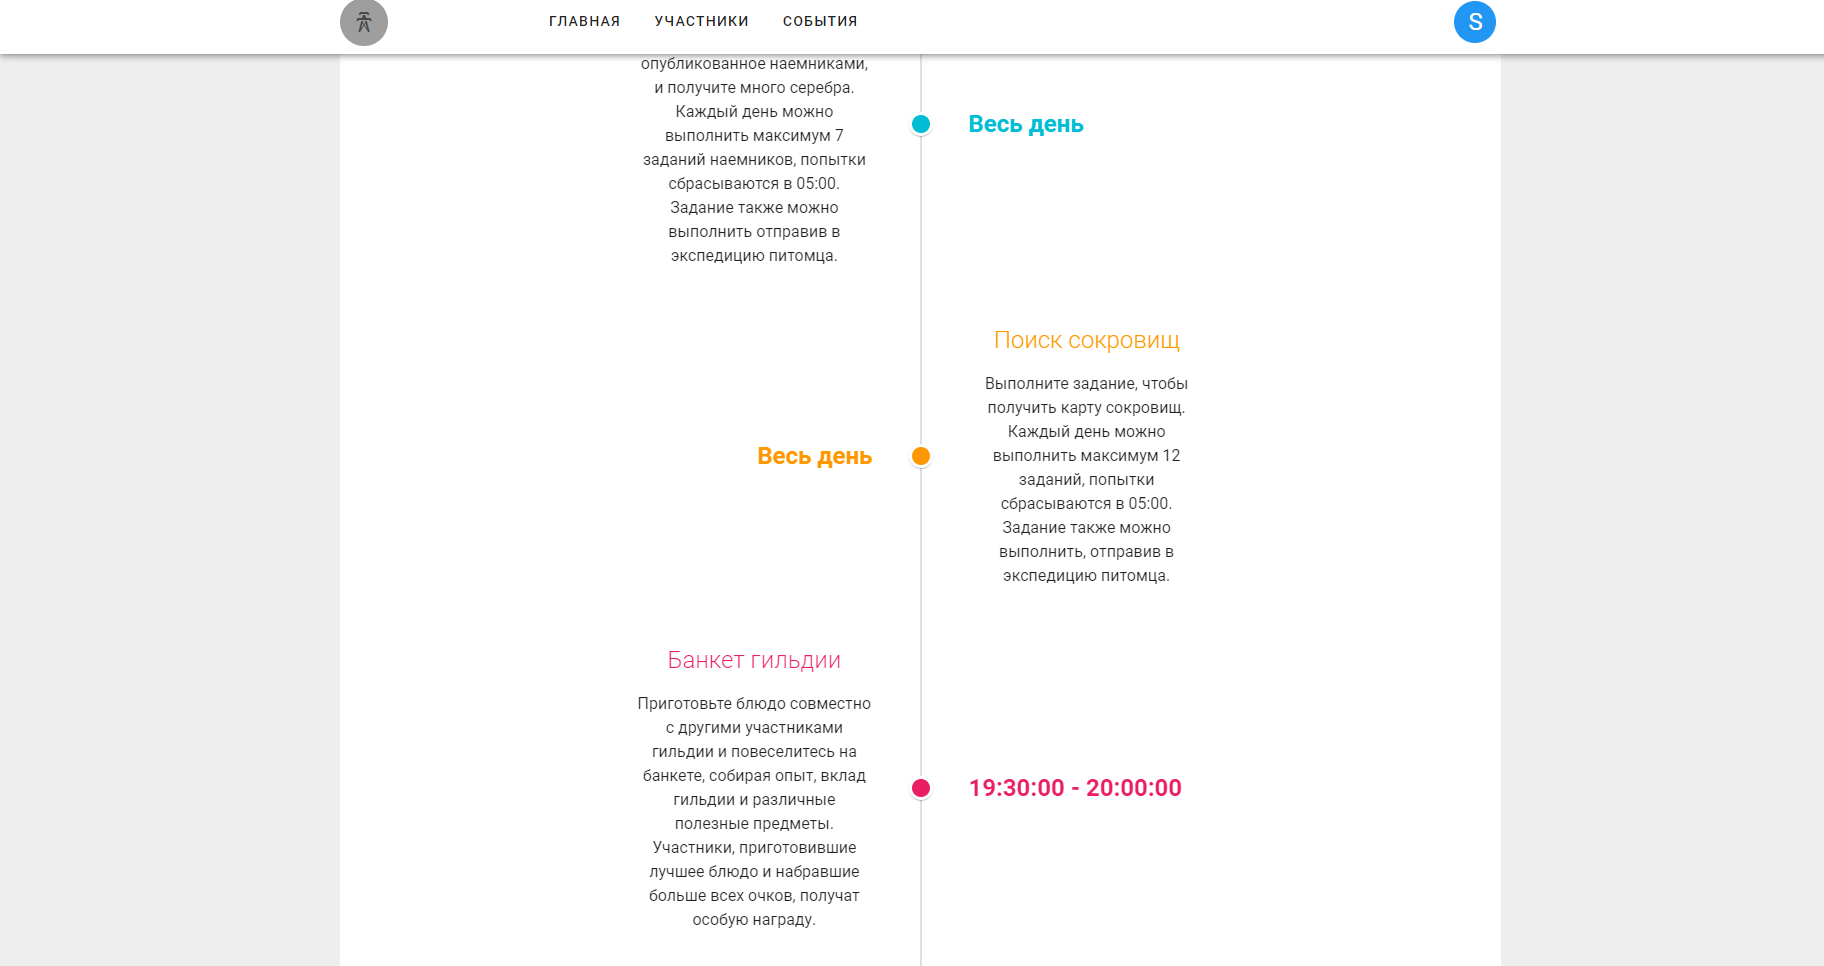 ГЛАВНАЯ УЧАСТНИКИ СОБЫТИЯ
S
опубликованное наемниками,
и получите много серебра.
Каждый день можно
выполнить максимум 7
заданий наемников, попытки
сбрасываются в 05:00.
Задание также можно
выполнить отправив в
экспедицию питомца.
Весь день
Поиск сокровищ
Выполните задание, чтобы
получить карту сокровищ.
Каждый день можно
выполнить максимум 12
заданий, попытки
сбрасываются в 05:00.
Задание также можно
выполнить, отправив в
экспедицию питомца.
Весь день
Банкет гильдии
Приготовьте блюдо совместно
с другими участниками
гильдии и повеселитесь на
банкете, собирая опыт, вклад
гильдии и различные
полезные предметы.
Участники, приготовившие
лучшее блюдо и набравшие
больше всех очков, получат
особую награду.
19:30:00 - 20:00:00